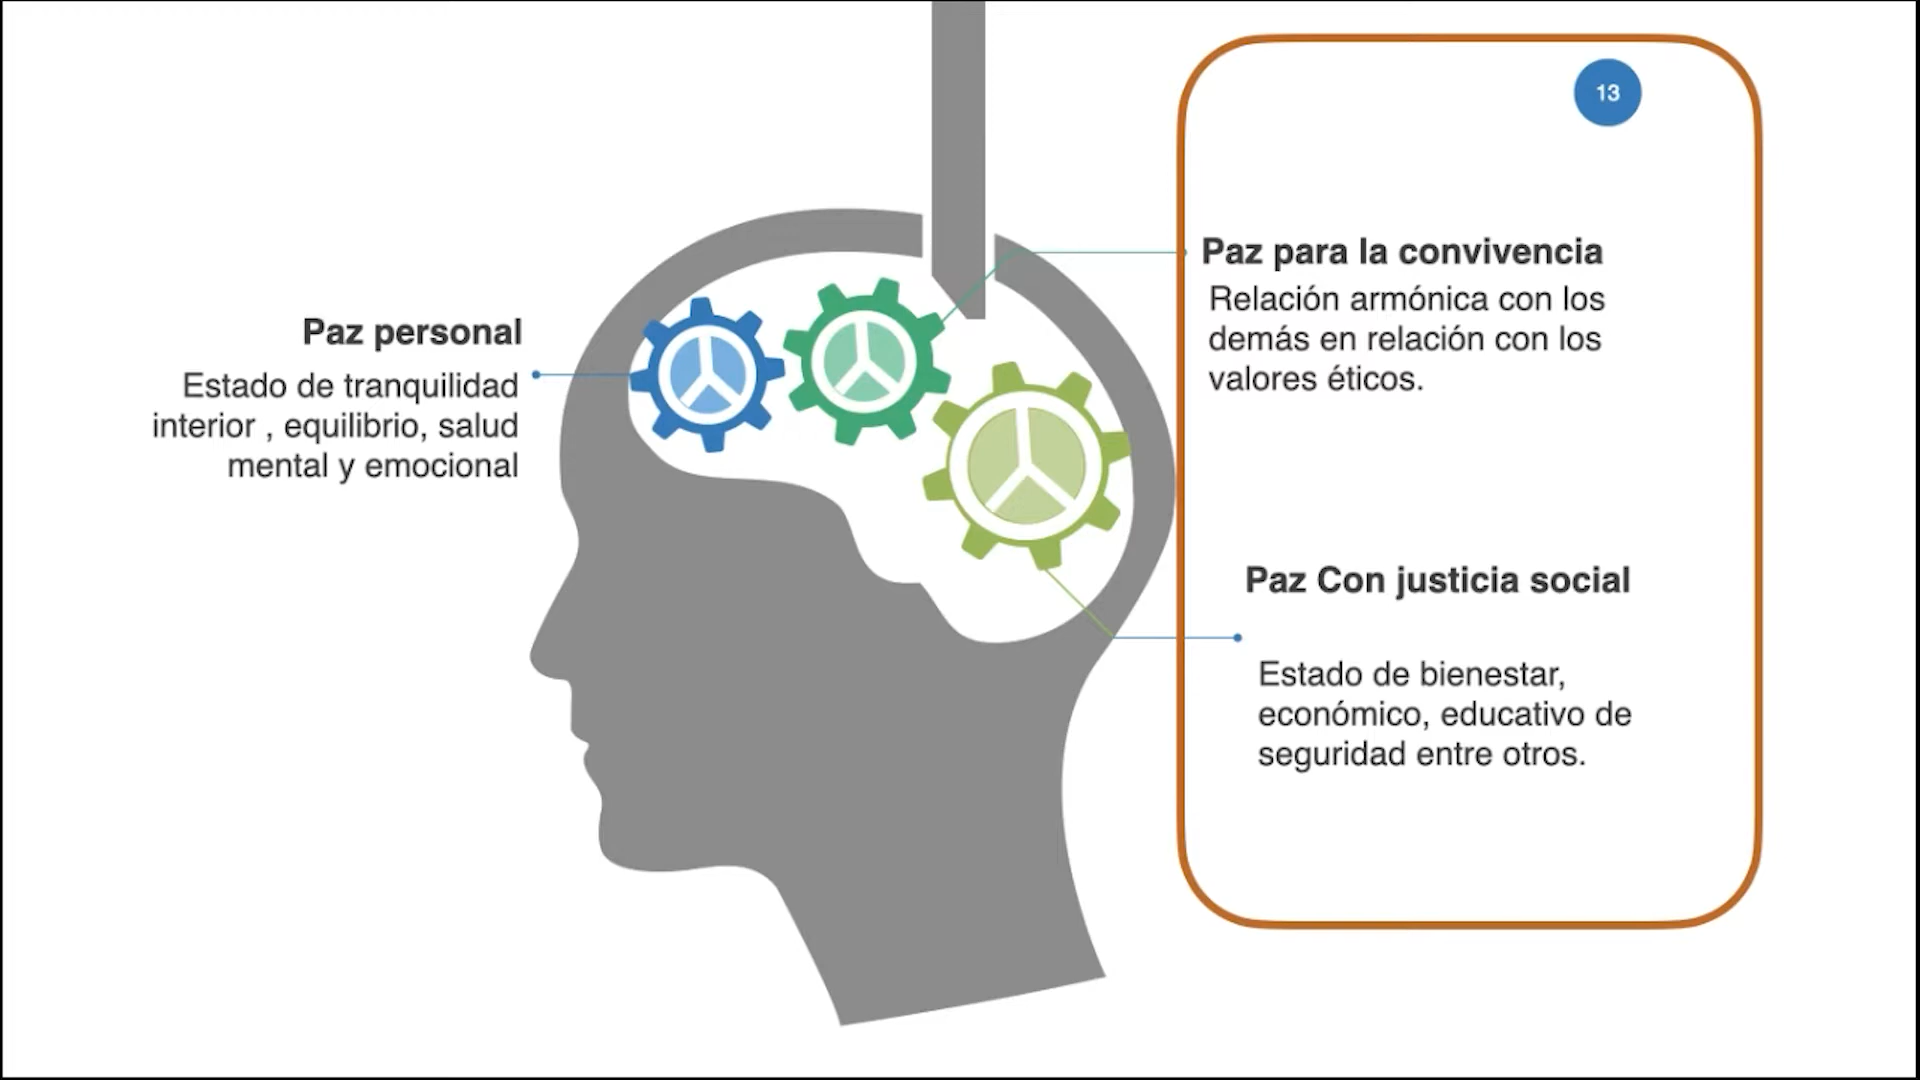 13
Paz personal
Estado de tranquilidad
interior , equilibrio, salud
mental y emocional
Paz para la convivencia
Relación armónica con los
demás en relación con los
valores éticos.
Paz Con justicia social
Estado de bienestar,
económico, educativo de
seguridad entre otros.